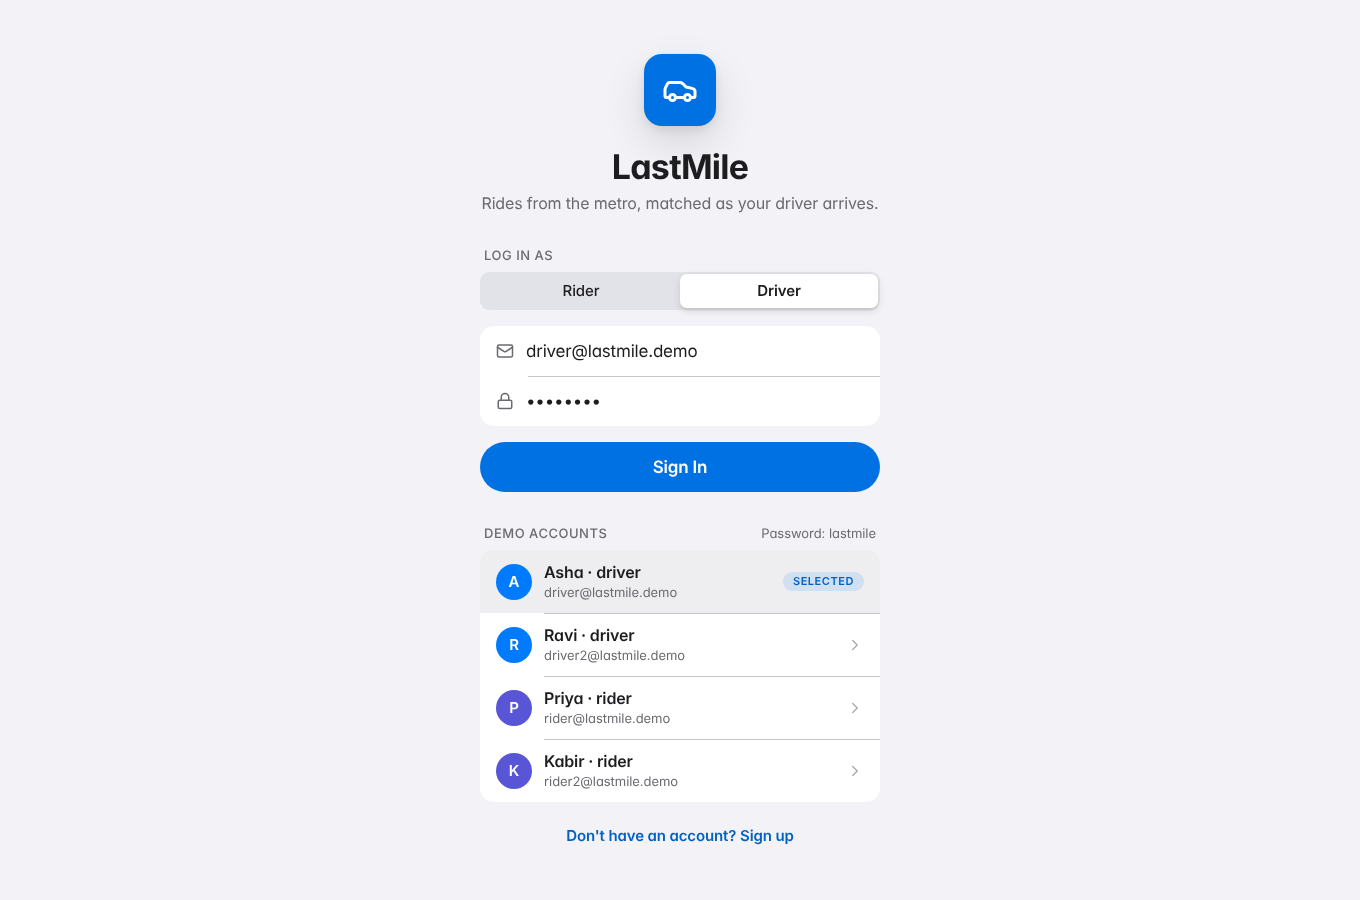 LastMile
Rides from the metro, matched as your driver arrives.
LOG IN AS
Rider
Driver
driver@lastmile.demo
••••••••
Sign In
DEMO ACCOUNTS
Password: lastmile
A
Asha · driver
driver@lastmile.demo
SELECTED
R
Ravi · driver
driver2@lastmile.demo
P
Priya · rider
rider@lastmile.demo
K
Kabir · rider
rider2@lastmile.demo
Don't have an account? Sign up